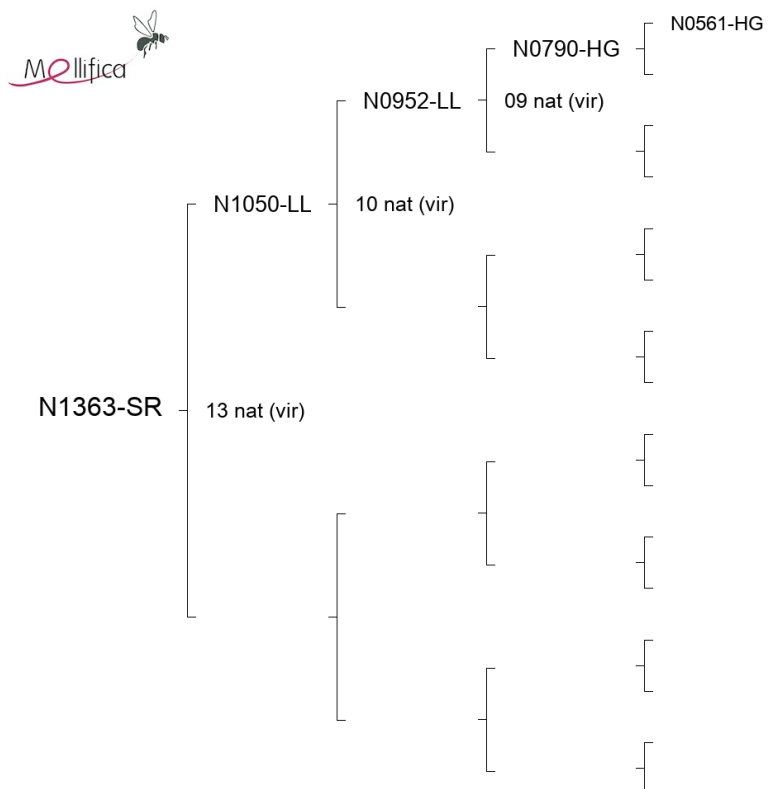 Mellifica
N0561-HG
N0790-HG
N0952-LL
09 nat (vir)
N1050-LL
10 nat (vir)
N1363-SR
13 nat (vir)